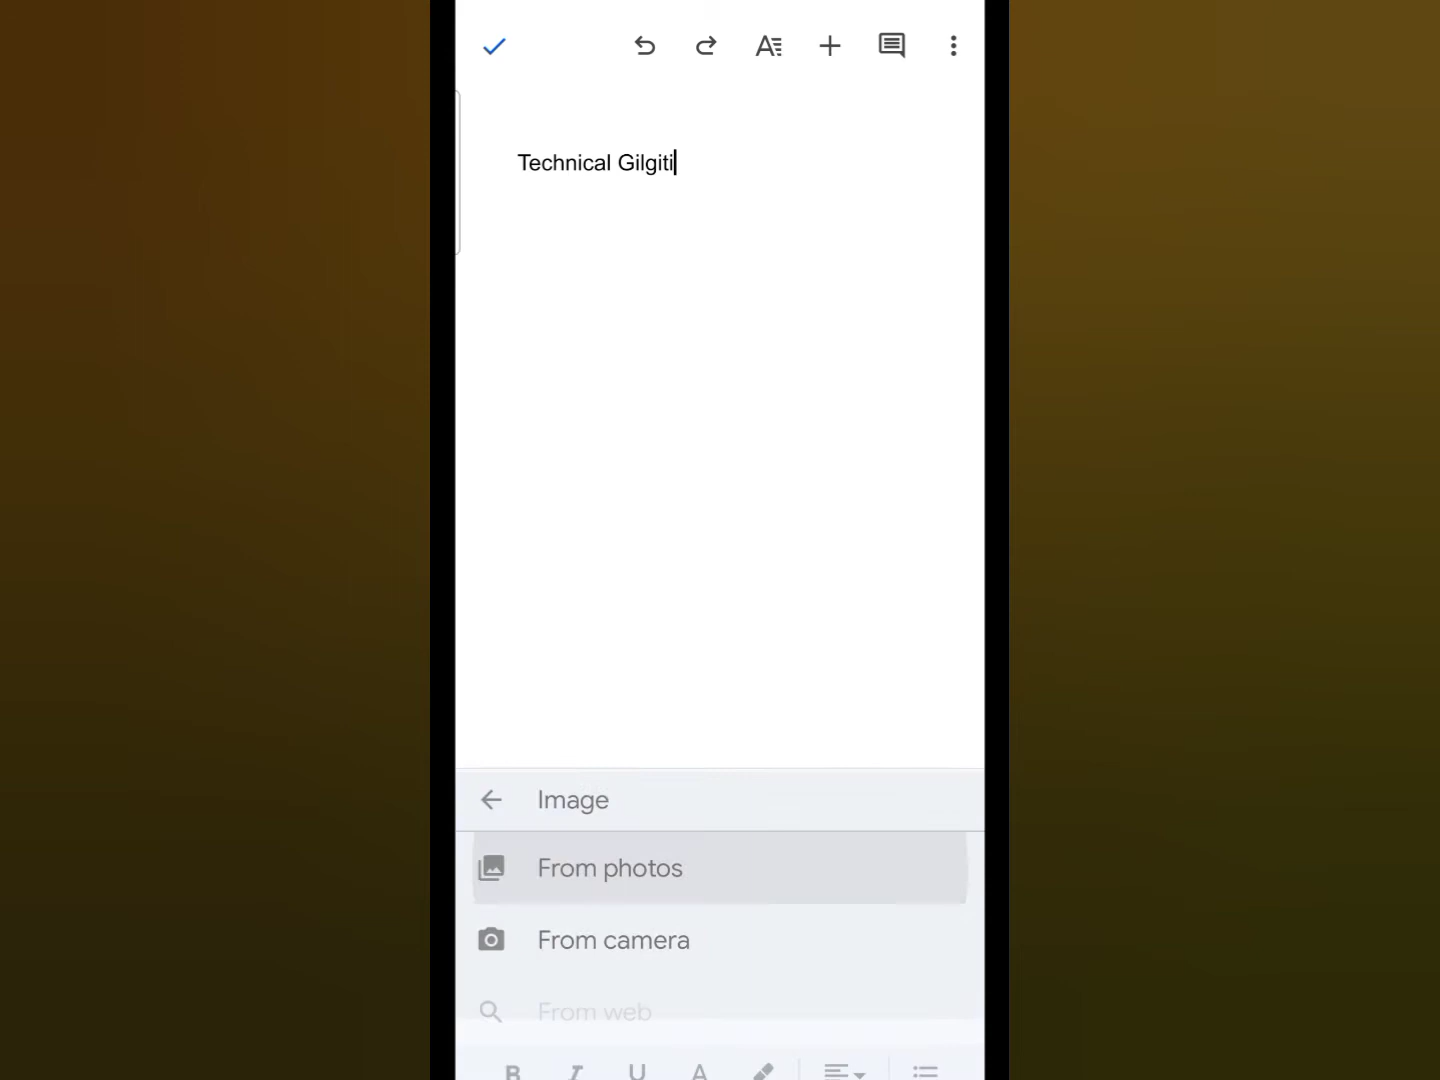 Technical Gilgiti
Image
From photos
From camera
From web
B I U A